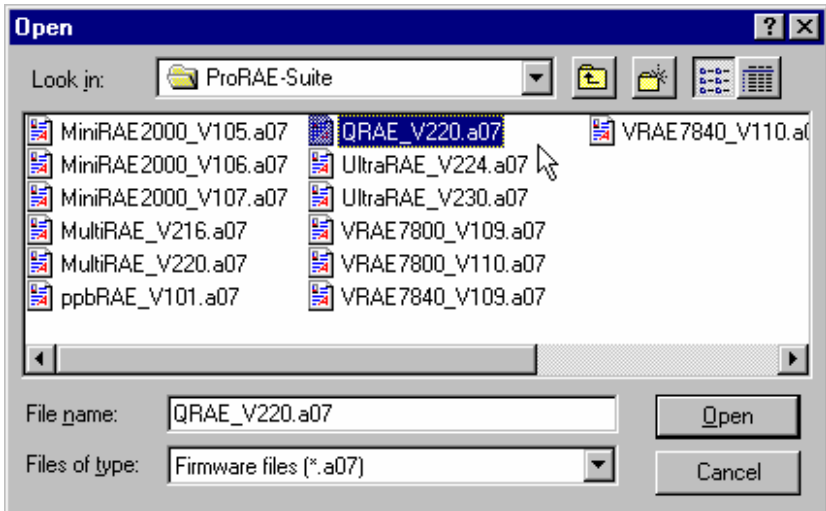 Open
Look in: ProRAE-Suite
MiniRAE2000_V105.a07 QRAE_V220.a07 VRAE7840_V110.a0
MiniRAE2000_V106.a07 UltraRAE_V224.a07
MiniRAE2000_V107.a07 UltraRAE_V230.a07
MultiRAE_V216.a07 VRAE7800_V109.a07
MultiRAE_V220.a07 VRAE7800_V110.a07
ppbRAE_V101.a07 VRAE7840_V109.a07
File name: QRAE_V220.a07 Open
Files of type: Firmware files (*.a07) Cancel